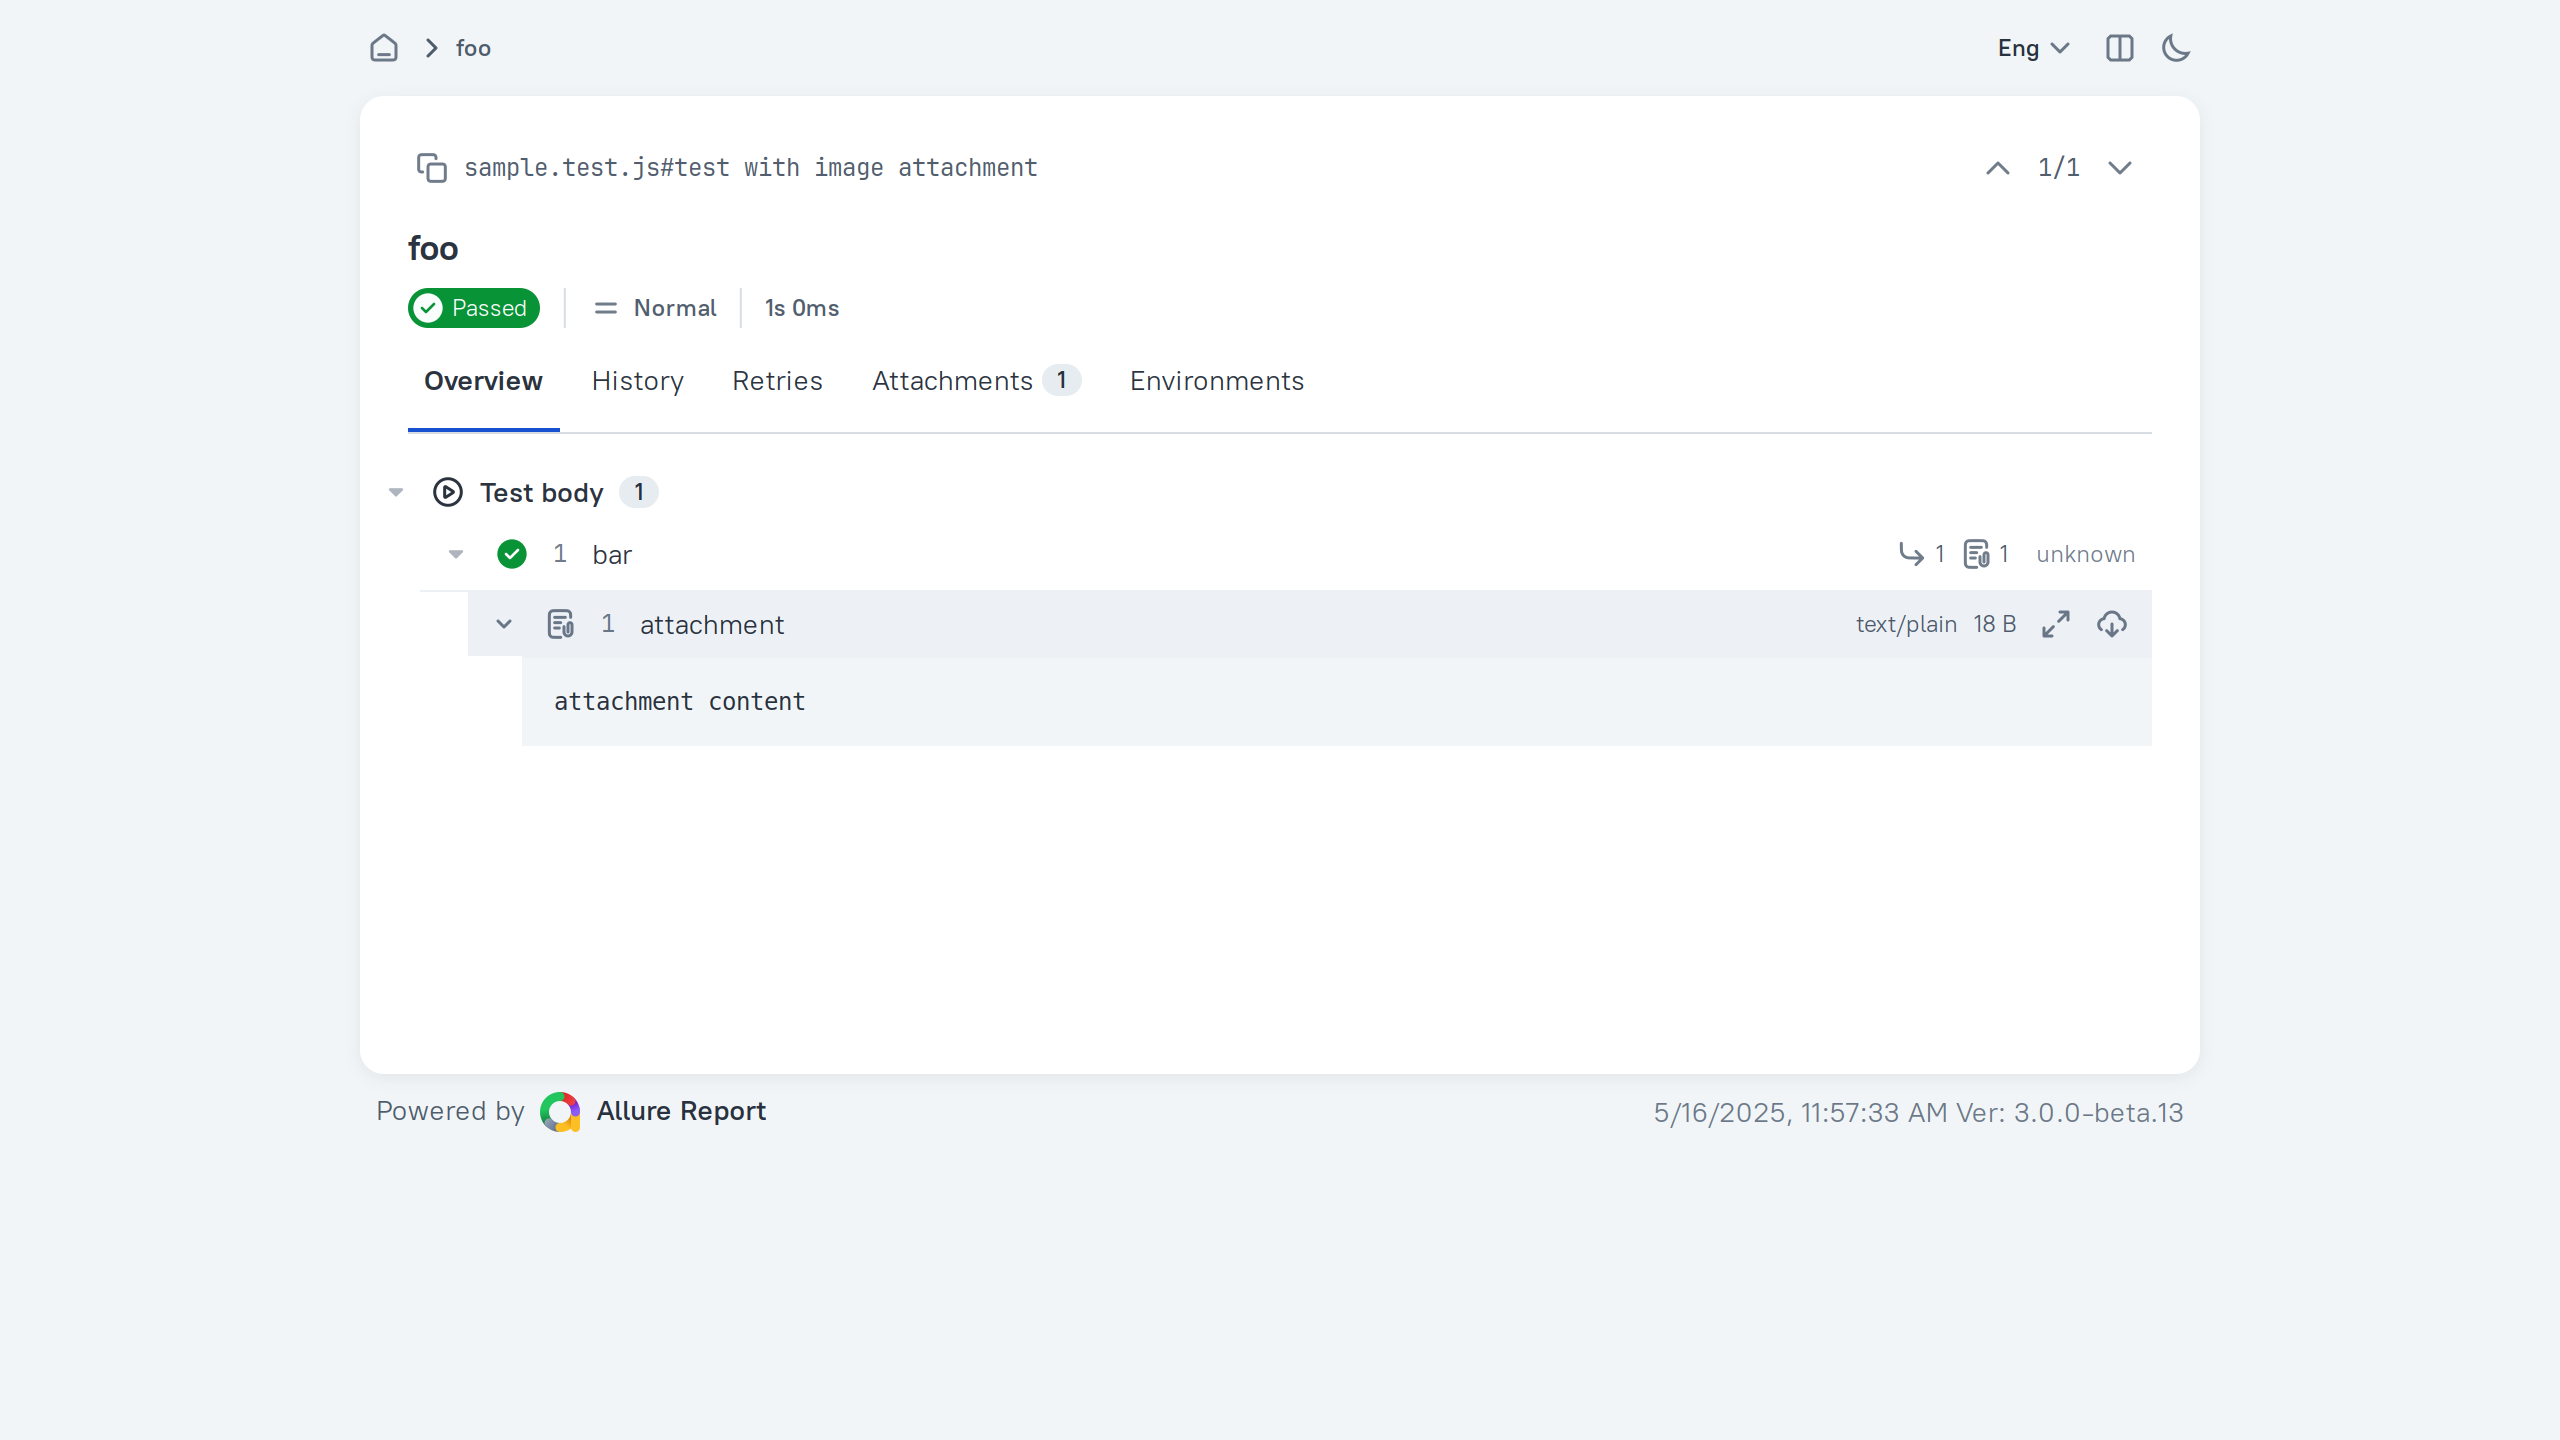 foo
Eng
sample.test.js#test with image attachment
1/1
foo
Passed
Normal
1s 0ms
Overview
History
Retries
Attachments 1
Environments
Test body 1
1 bar
1
1
unknown
1 attachment
text/plain 18 B
attachment content
Powered by Allure Report
5/16/2025, 11:57:33 AM Ver: 3.0.0-beta.13